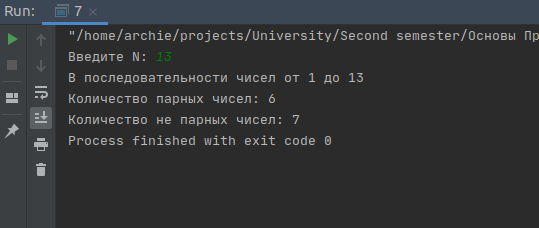 Run: 7
"/home/archie/projects/University/Second semester/Основы
Введите N: 13
В последовательности чисел от 1 до 13
Количество парных чисел: 6
Количество не парных чисел: 7
Process finished with exit code 0